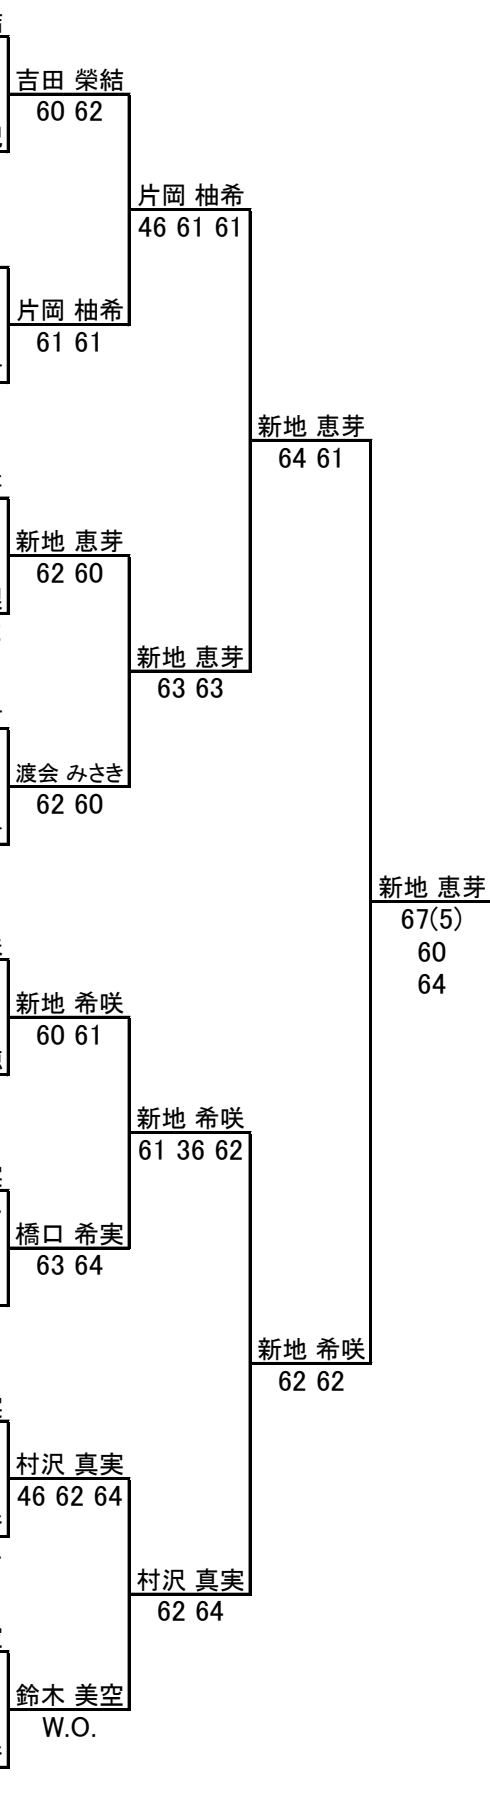 吉田 榮結
60 62
片岡 柚希
46 61 61
片岡 柚希
61 61
新地 恵芽
64 61
新地 恵芽
62 60
新地 恵芽
63 63
渡会 みさき
62 60
新地 恵芽
67(5)
60
64
新地 希咲
60 61
新地 希咲
61 36 62
橋口 希実
63 64
新地 希咲
62 62
村沢 真実
46 62 64
村沢 真実
62 64
鈴木 美空
W.O.